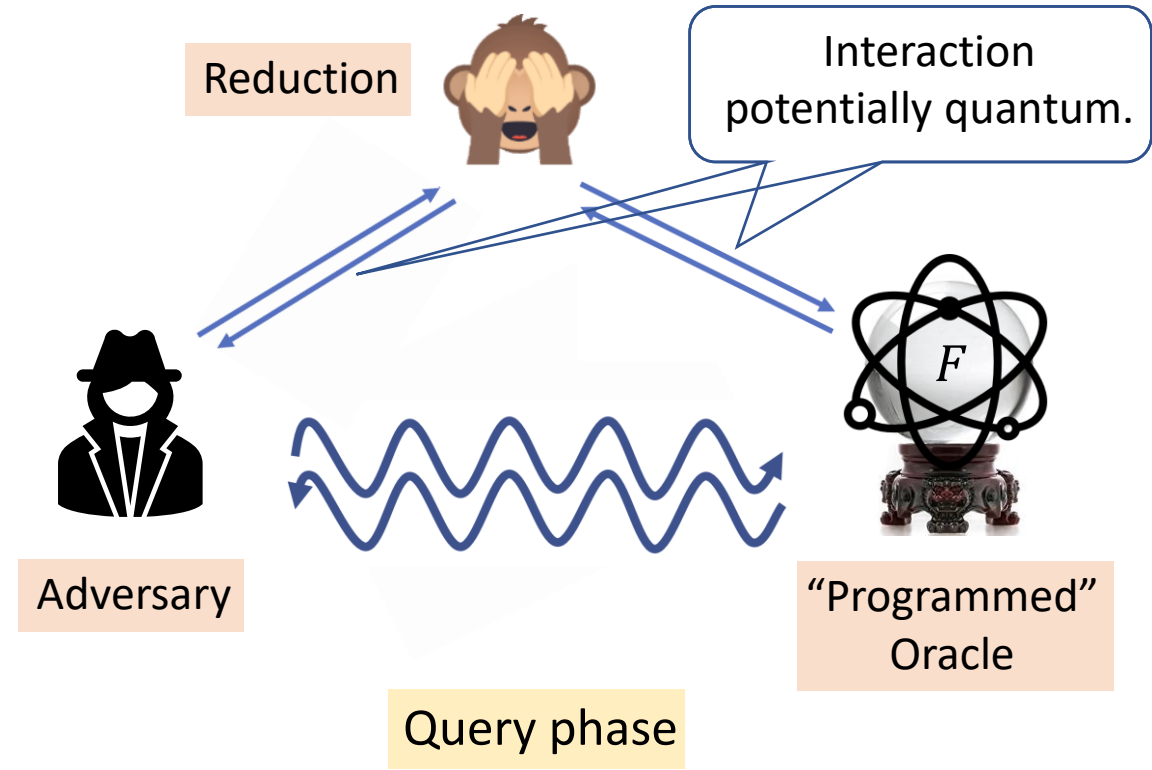 Reduction
Interaction
potentially quantum.
F
Adversary
“Programmed”
Oracle
Query phase